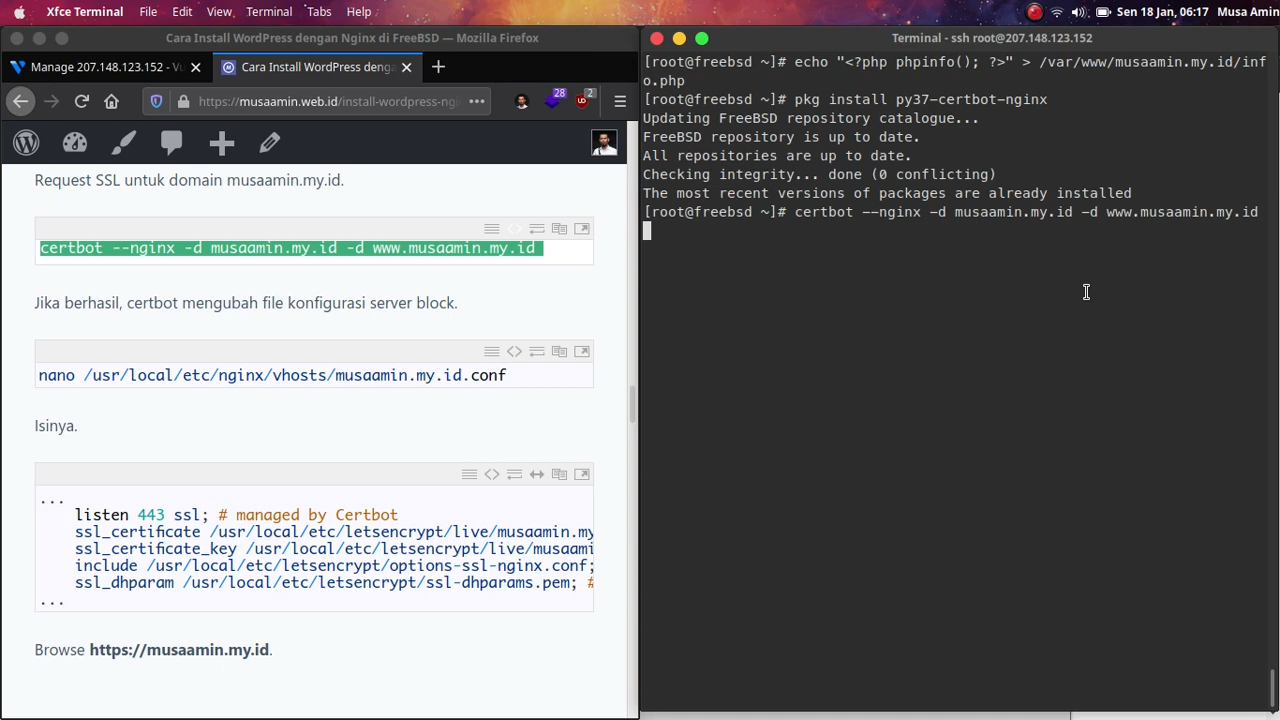 Xfce Terminal File Edit View Terminal Tabs Help Sen 18 Jan, 06:17 Musa Amin
Cara Install WordPress dengan Nginx di FreeBSD — Mozilla Firefox
Manage 207.148.123.152 - Vu
Cara Install WordPress denga
https://musaamin.web.id/install-wordpress-ng
28
2
Request SSL untuk domain musaamin.my.id.
certbot --nginx -d musaamin.my.id -d www.musaamin.my.id
Jika berhasil, certbot mengubah file konfigurasi server block.
nano /usr/local/etc/nginx/vhosts/musaamin.my.id.conf
Isinya.
...
listen 443 ssl; # managed by Certbot
ssl_certificate /usr/local/etc/letsencrypt/live/musaamin.my
ssl_certificate_key /usr/local/etc/letsencrypt/live/musaami
include /usr/local/etc/letsencrypt/options-ssl-nginx.conf;
ssl_dhparam /usr/local/etc/letsencrypt/ssl-dhparams.pem; #
...
Browse https://musaamin.my.id.
Terminal - ssh root@207.148.123.152
[root@freebsd ~]# echo "<?php phpinfo(); ?>" > /var/www/musaamin.my.id/inf
o.php
[root@freebsd ~]# pkg install py37-certbot-nginx
Updating FreeBSD repository catalogue...
FreeBSD repository is up to date.
All repositories are up to date.
Checking integrity... done (0 conflicting)
The most recent versions of packages are already installed
[root@freebsd ~]# certbot --nginx -d musaamin.my.id -d www.musaamin.my.id